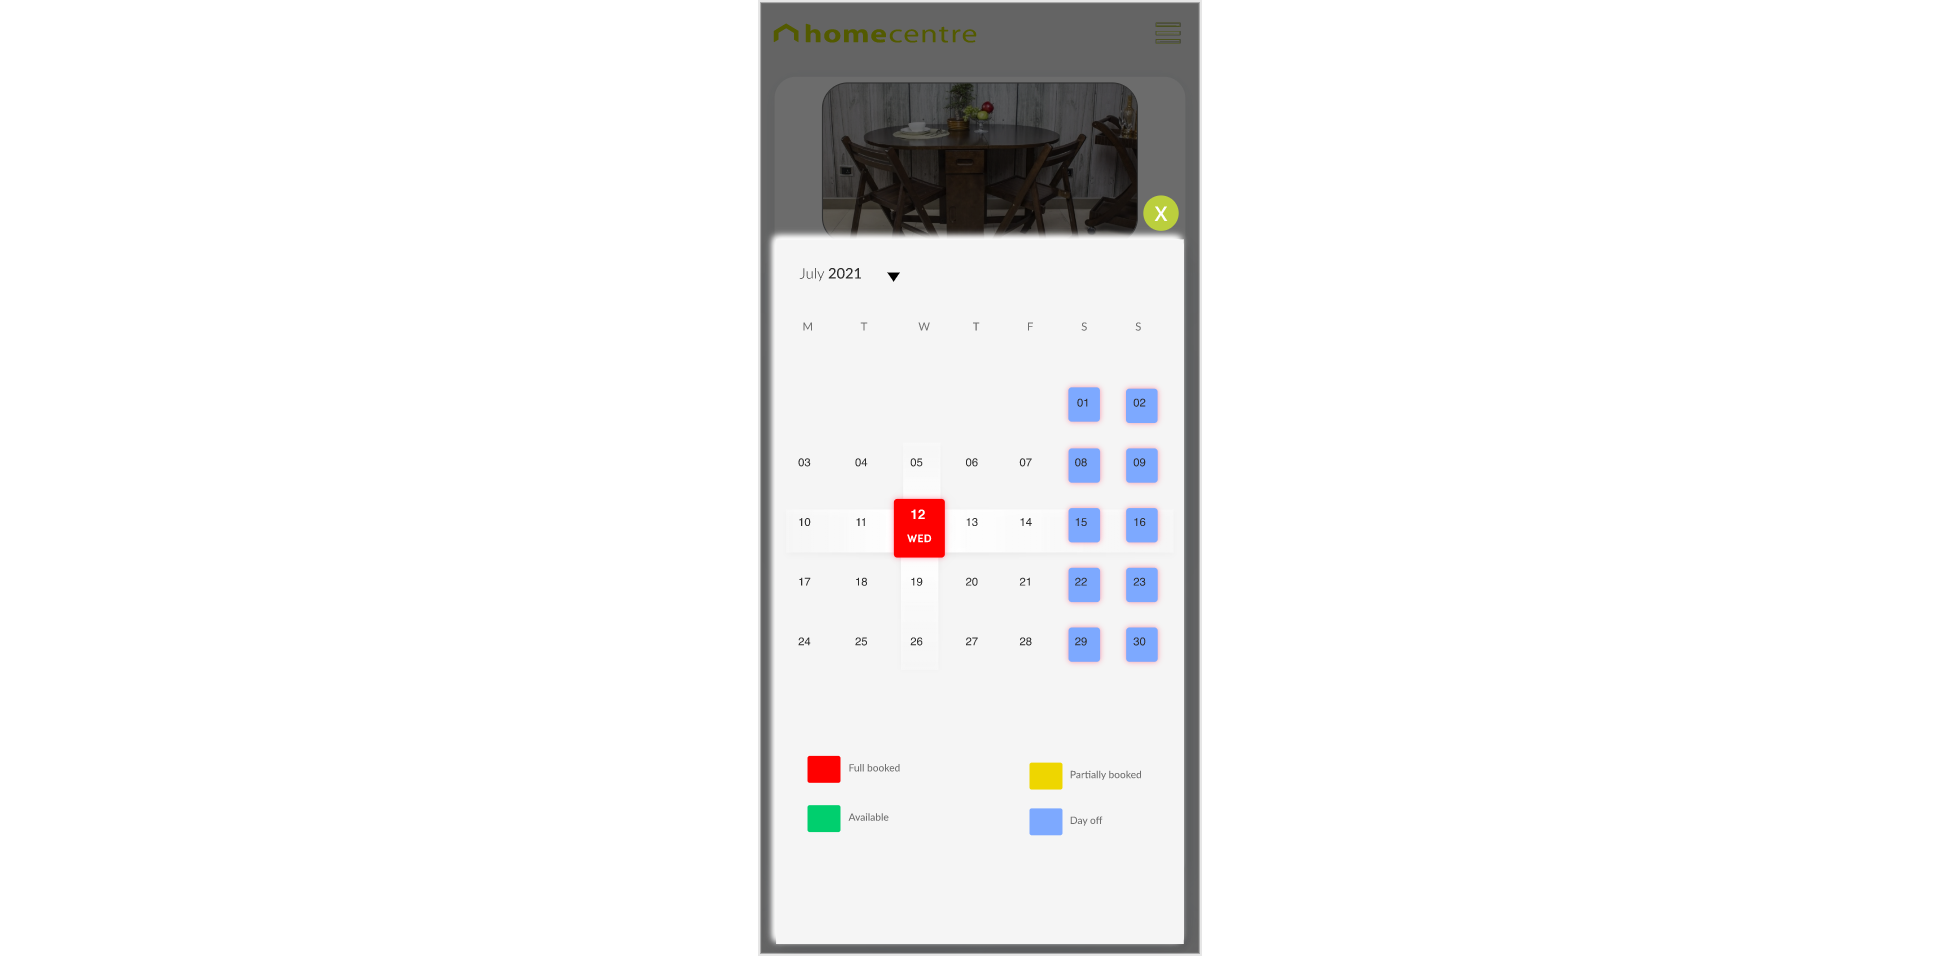 homecentre
X
July 2021
M T W T F S S
01 02
03 04 05 06 07 08 09
10 11 12 WED 13 14 15 16
17 18 19 20 21 22 23
24 25 26 27 28 29 30
Full booked
Partially booked
Available
Day off